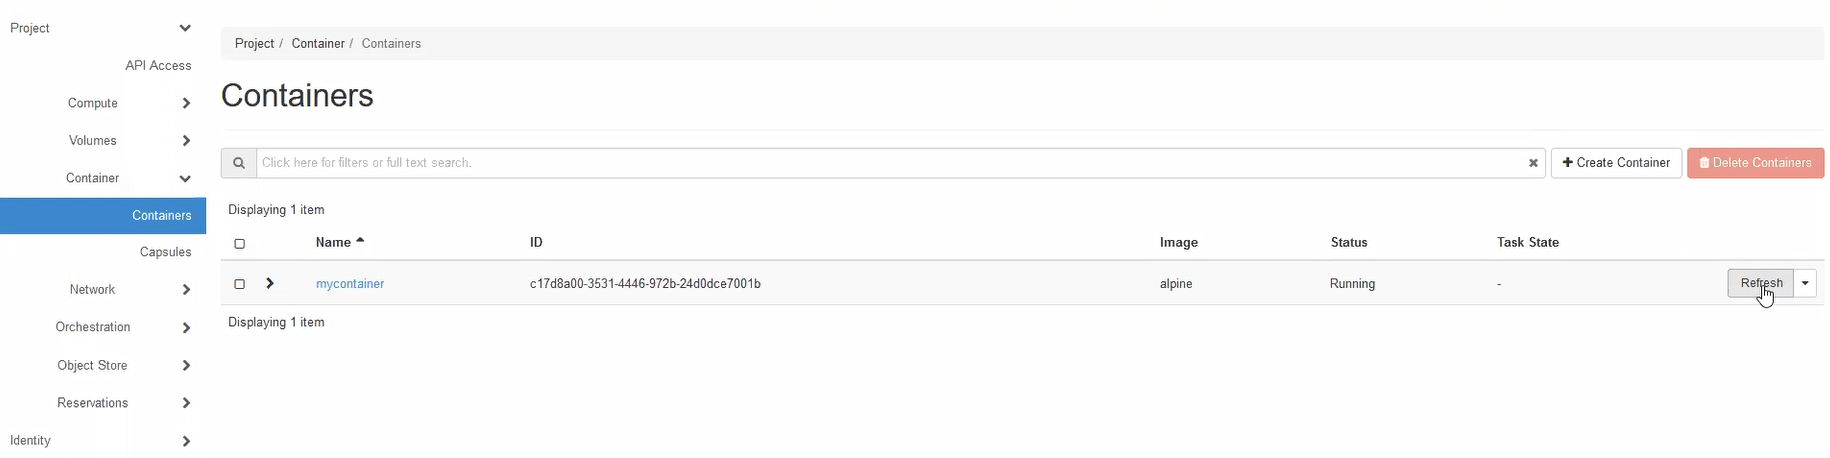 Project
API Access
Compute
Volumes
Container
Containers
Capsules
Network
Orchestration
Object Store
Reservations
Identity
Project / Container / Containers
Containers
Click here for filters or full text search. Create Container Delete Containers
Displaying 1 item
Name ID Image Status Task State
mycontainer c17d8a00-3531-4446-972b-24d0dce7001b alpine Running - Refresh
Displaying 1 item